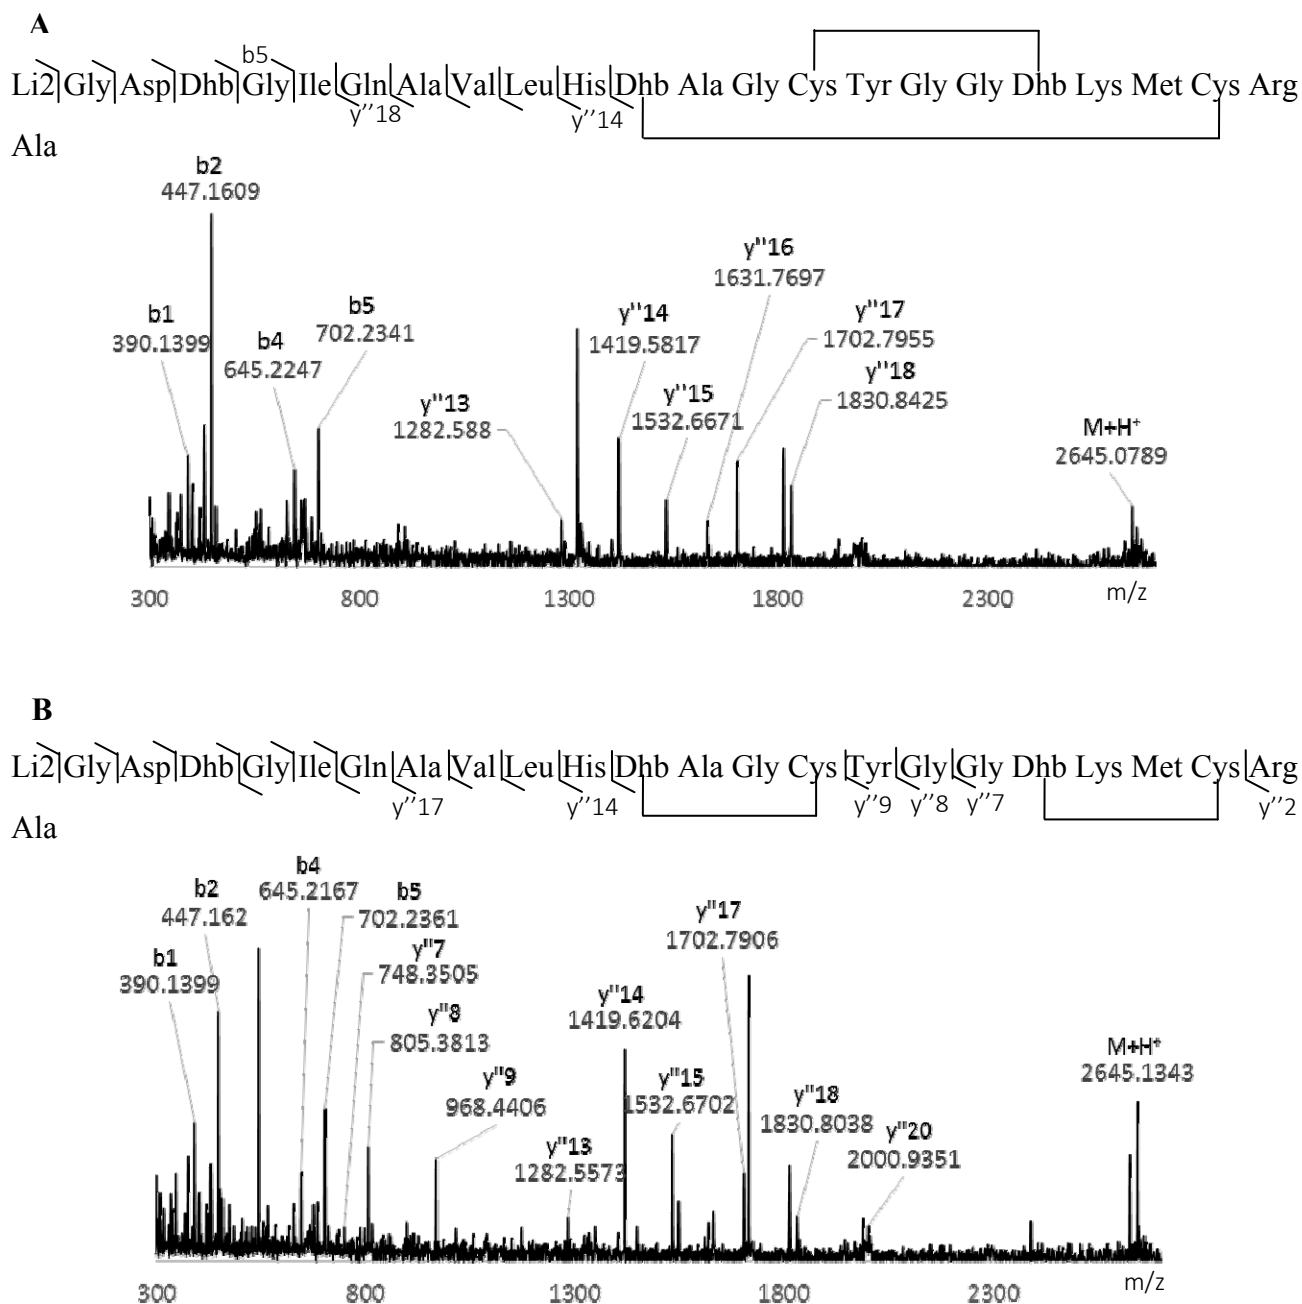 A
b5
Li2 Gly Asp Dhb Gly Ile Gln Ala Val Leu His Dhb Ala Gly Cys Tyr Gly Gly Dhb Lys Met Cys Arg
y''18 y''14
Ala
b2
447.1609
y''16
1631.7697
b1
390.1399
b4
645.2247
b5
702.2341
y''14
1419.5817
y''17
1702.7955
y''13
1282.588
y''15
1532.6671
y''18
1830.8425
M+H+
2645.0789
300 800 1300 1800 2300 m/z
B
Li2 Gly Asp Dhb Gly Ile Gln Ala Val Leu His Dhb Ala Gly Cys Tyr Gly Gly Dhb Lys Met Cys Arg
y''17 y''14 y''9 y''8 y''7 y''2
Ala
b4
645.2167
b2
447.162
b5
702.2361
y''17
1702.7906
b1
390.1399
y''7
748.3505
y''8
805.3813
y''14
1419.6204
M+H+
2645.1343
y''9
968.4406
y''15
1532.6702
y''18
1830.8038
y''13
1282.5573
y''20
2000.9351
300 800 1300 1800 2300 m/z